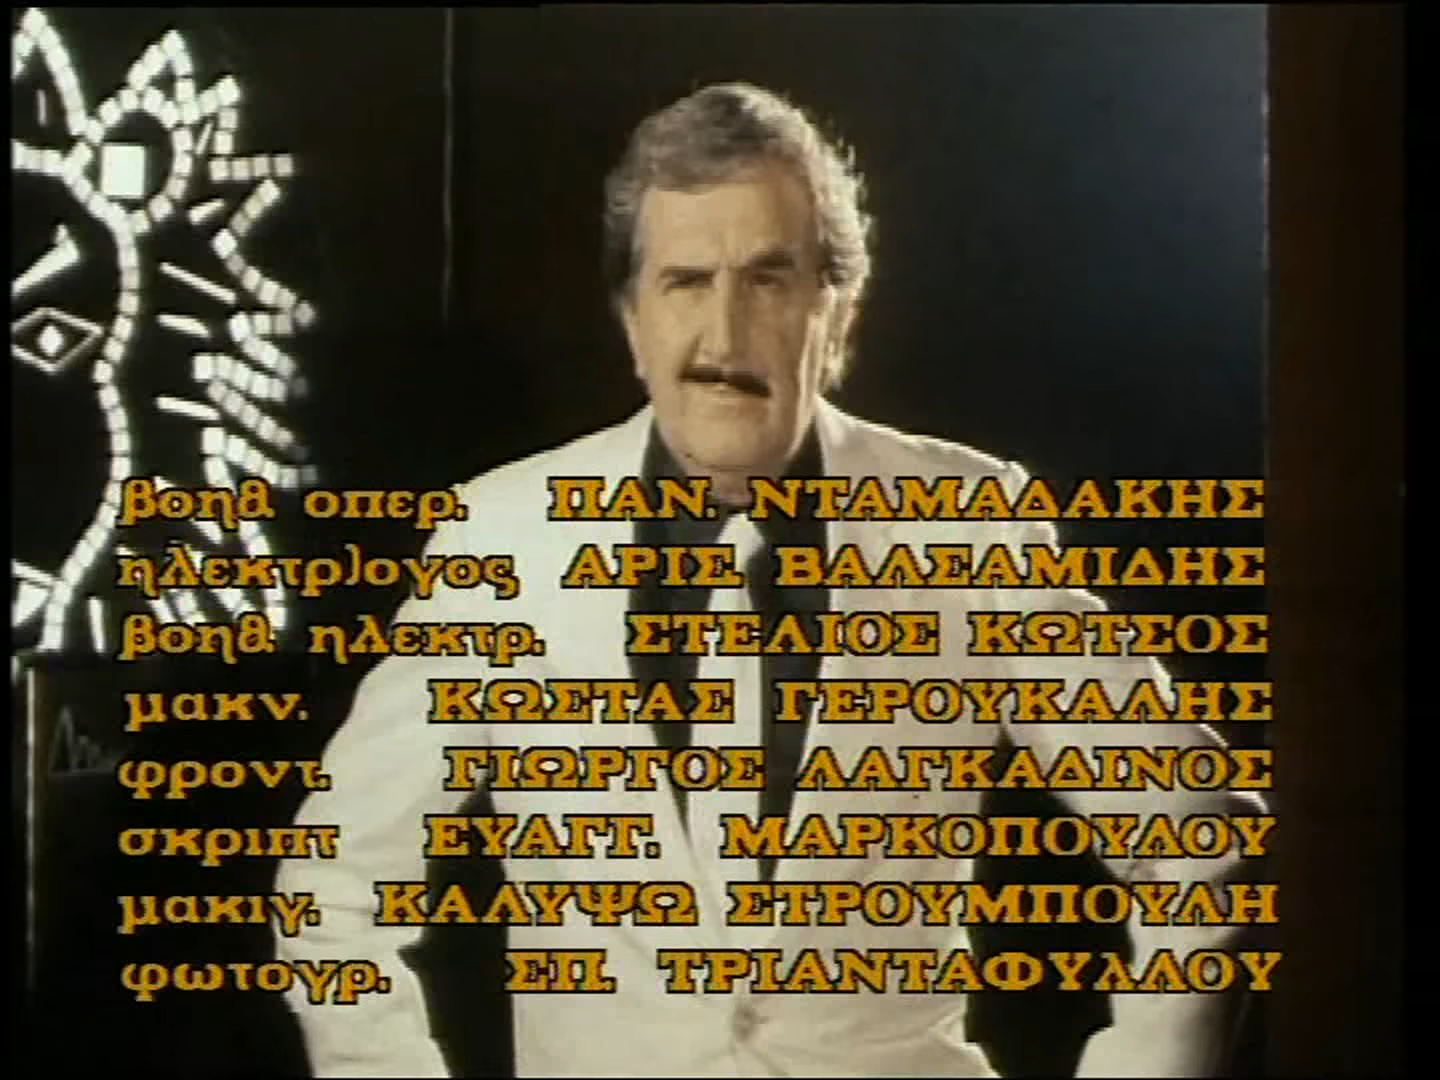 βοηθ οπερ. ΠΑΝ. ΝΤΑΜΑΔΑΚΗΣ
ηλεκτρ)ογος ΑΡΙΣ. ΒΑΛΣΑΜΙΔΗΣ
βοηθ ηλεκτρ. ΣΤΕΛΙΟΣ ΚΩΤΣΟΣ
μακν. ΚΩΣΤΑΣ ΓΕΡΟΥΚΑΛΗΣ
φροντ. ΓΙΩΡΓΟΣ ΛΑΓΚΑΔΙΝΟΣ
σκριπτ ΕΥΑΓΓ. ΜΑΡΚΟΠΟΥΛΟΥ
μακιγ. ΚΑΛΥΨΩ ΣΤΡΟΥΜΠΟΥΛΗ
φωτογρ. ΣΠ. ΤΡΙΑΝΤΑΦΥΛΛΟΥ